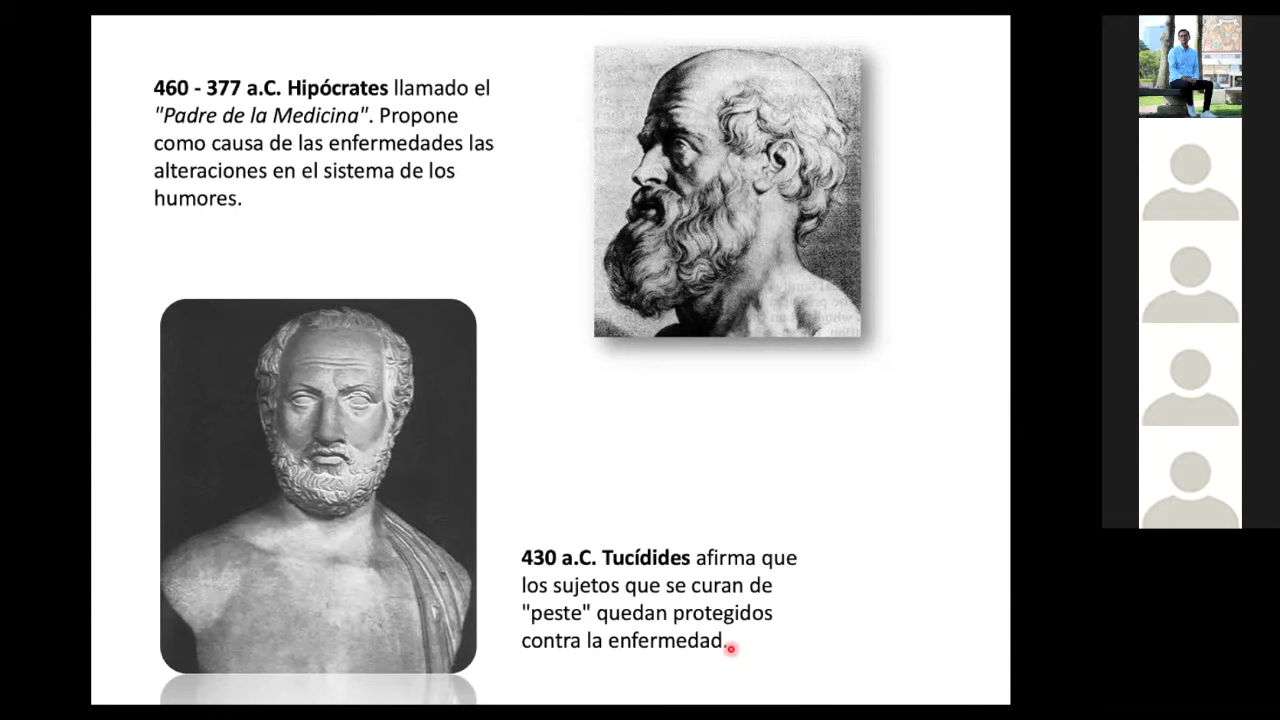 460 - 377 a.C. Hipócrates llamado el
"Padre de la Medicina". Propone
como causa de las enfermedades las
alteraciones en el sistema de los
humores.
430 a.C. Tucídides afirma que
los sujetos que se curan de
"peste" quedan protegidos
contra la enfermedad.